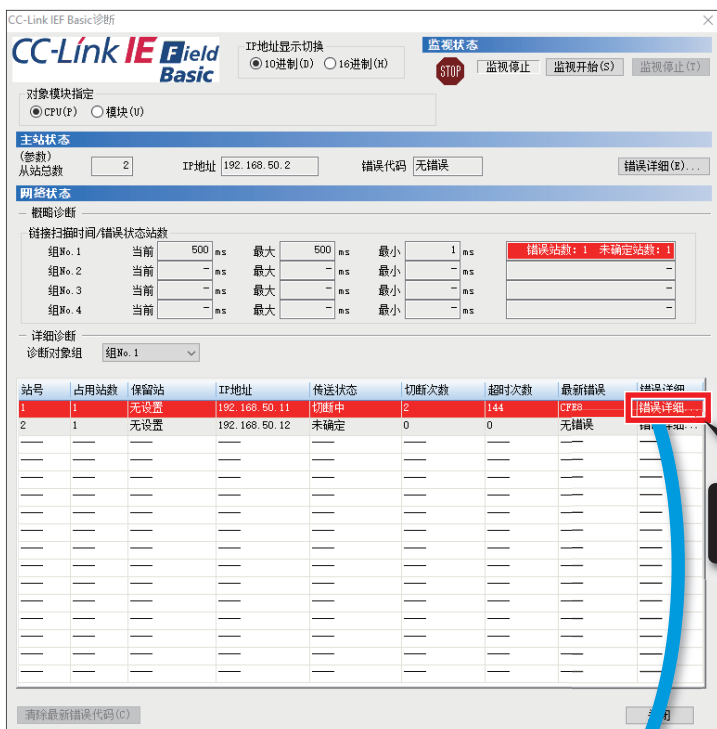 CC-Link IEF Basic诊断
CC-Link IE Field Basic
IP地址显示切换
10进制(D) 16进制(H)
监视状态
STOP 监视停止 监视开始(S) 监视停止(T)
对象模块指定
CPU(P) 模块(U)
主站状态
(参数)
从站总数 2 IP地址 192.168.50.2 错误代码 无错误 错误详细(E)...
网络状态
概略诊断
链接扫描时间/错误状态站数
组No.1 当前 500 ms 最大 500 ms 最小 1 ms 错误站数: 1 未确定站数: 1
组No.2 当前 - ms 最大 - ms 最小 - ms -
组No.3 当前 - ms 最大 - ms 最小 - ms -
组No.4 当前 - ms 最大 - ms 最小 - ms -
详细诊断
诊断对象组 组No.1
站号 占用站数 保留站 IP地址 传送状态 切断次数 超时次数 最新错误 错误详细
1 1 无设置 192.168.50.11 切断中 2 144 CFE8 错误详细...
2 1 无设置 192.168.50.12 未确定 0 0 无错误
清除最新错误代码(C)